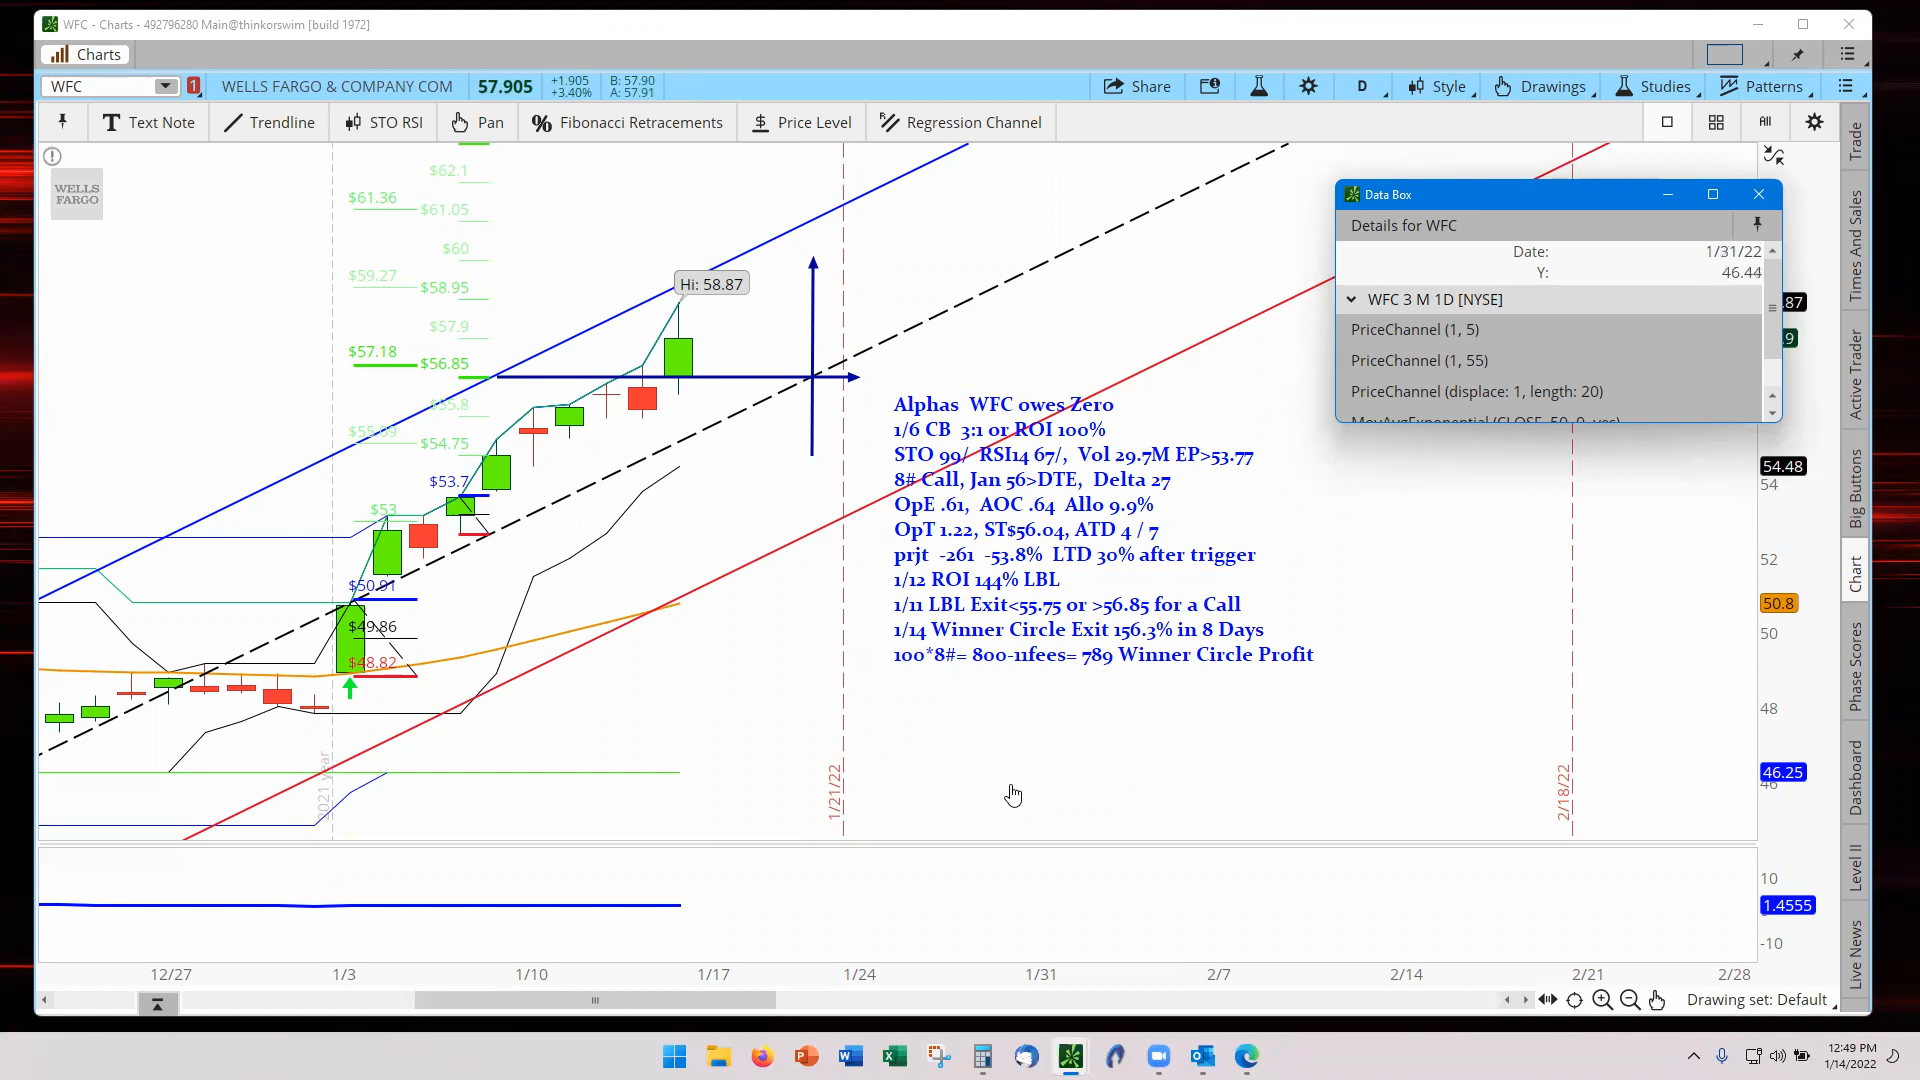 WFC - Charts - 492796280 Main@thinkorswim [build 1972]
Charts
WFC
1
WELLS FARGO & COMPANY COM
57.905
+1.905
+3.40%
B: 57.90
A: 57.91
Share
D
Style
Drawings
Studies
Patterns
Text Note
Trendline
STO RSI
Pan
% Fibonacci Retracements
$ Price Level
Regression Channel
All
WELLS
FARGO
$62.1
$61.36
$61.05
$60
$59.27
$58.95
$57.9
$57.18
$56.85
$55.8
$55.09
$54.75
$53.7
$53
$50.91
$49.86
$48.82
Hi: 58.87
Data Box
Details for WFC
Date: 1/31/22
Y: 46.44
WFC 3 M 1D [NYSE]
PriceChannel (1, 5)
PriceChannel (1, 55)
PriceChannel (displace: 1, length: 20)
MovAvgExponential (CLOSE, 50, 0, yes)
Alphas WFC owes Zero
1/6 CB 3:1 or ROI 100%
STO 99/ RSI14 67/, Vol 29.7M EP>53.77
8# Call, Jan 56>DTE, Delta 27
OpE .61, AOC .64 Allo 9.9%
OpT 1.22, ST$56.04, ATD 4 / 7
prjt -261 -53.8% LTD 30% after trigger
1/12 ROI 144% LBL
1/11 LBL Exit<55.75 or >56.85 for a Call
1/14 Winner Circle Exit 156.3% in 8 Days
100*8#= 800-11fees= 789 Winner Circle Profit
2021 year
1/21/22
2/18/22
87
9
54.48
54
52
50.8
50
48
46.25
46
10
1.4555
-10
12/27
1/3
1/10
1/17
1/24
1/31
2/7
2/14
2/21
2/28
Drawing set: Default
Trade
Times And Sales
Active Trader
Big Buttons
Chart
Phase Scores
Dashboard
Level II
Live News
12:49 PM
1/14/2022